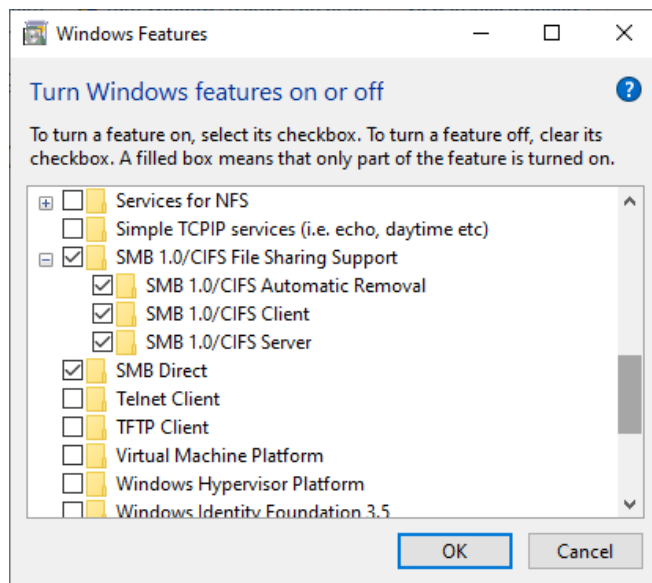 Windows Features
Turn Windows features on or off
To turn a feature on, select its checkbox. To turn a feature off, clear its
checkbox. A filled box means that only part of the feature is turned on.
Services for NFS
Simple TCPIP services (i.e. echo, daytime etc)
SMB 1.0/CIFS File Sharing Support
SMB 1.0/CIFS Automatic Removal
SMB 1.0/CIFS Client
SMB 1.0/CIFS Server
SMB Direct
Telnet Client
TFTP Client
Virtual Machine Platform
Windows Hypervisor Platform
Windows Identity Foundation 3.5
OK
Cancel